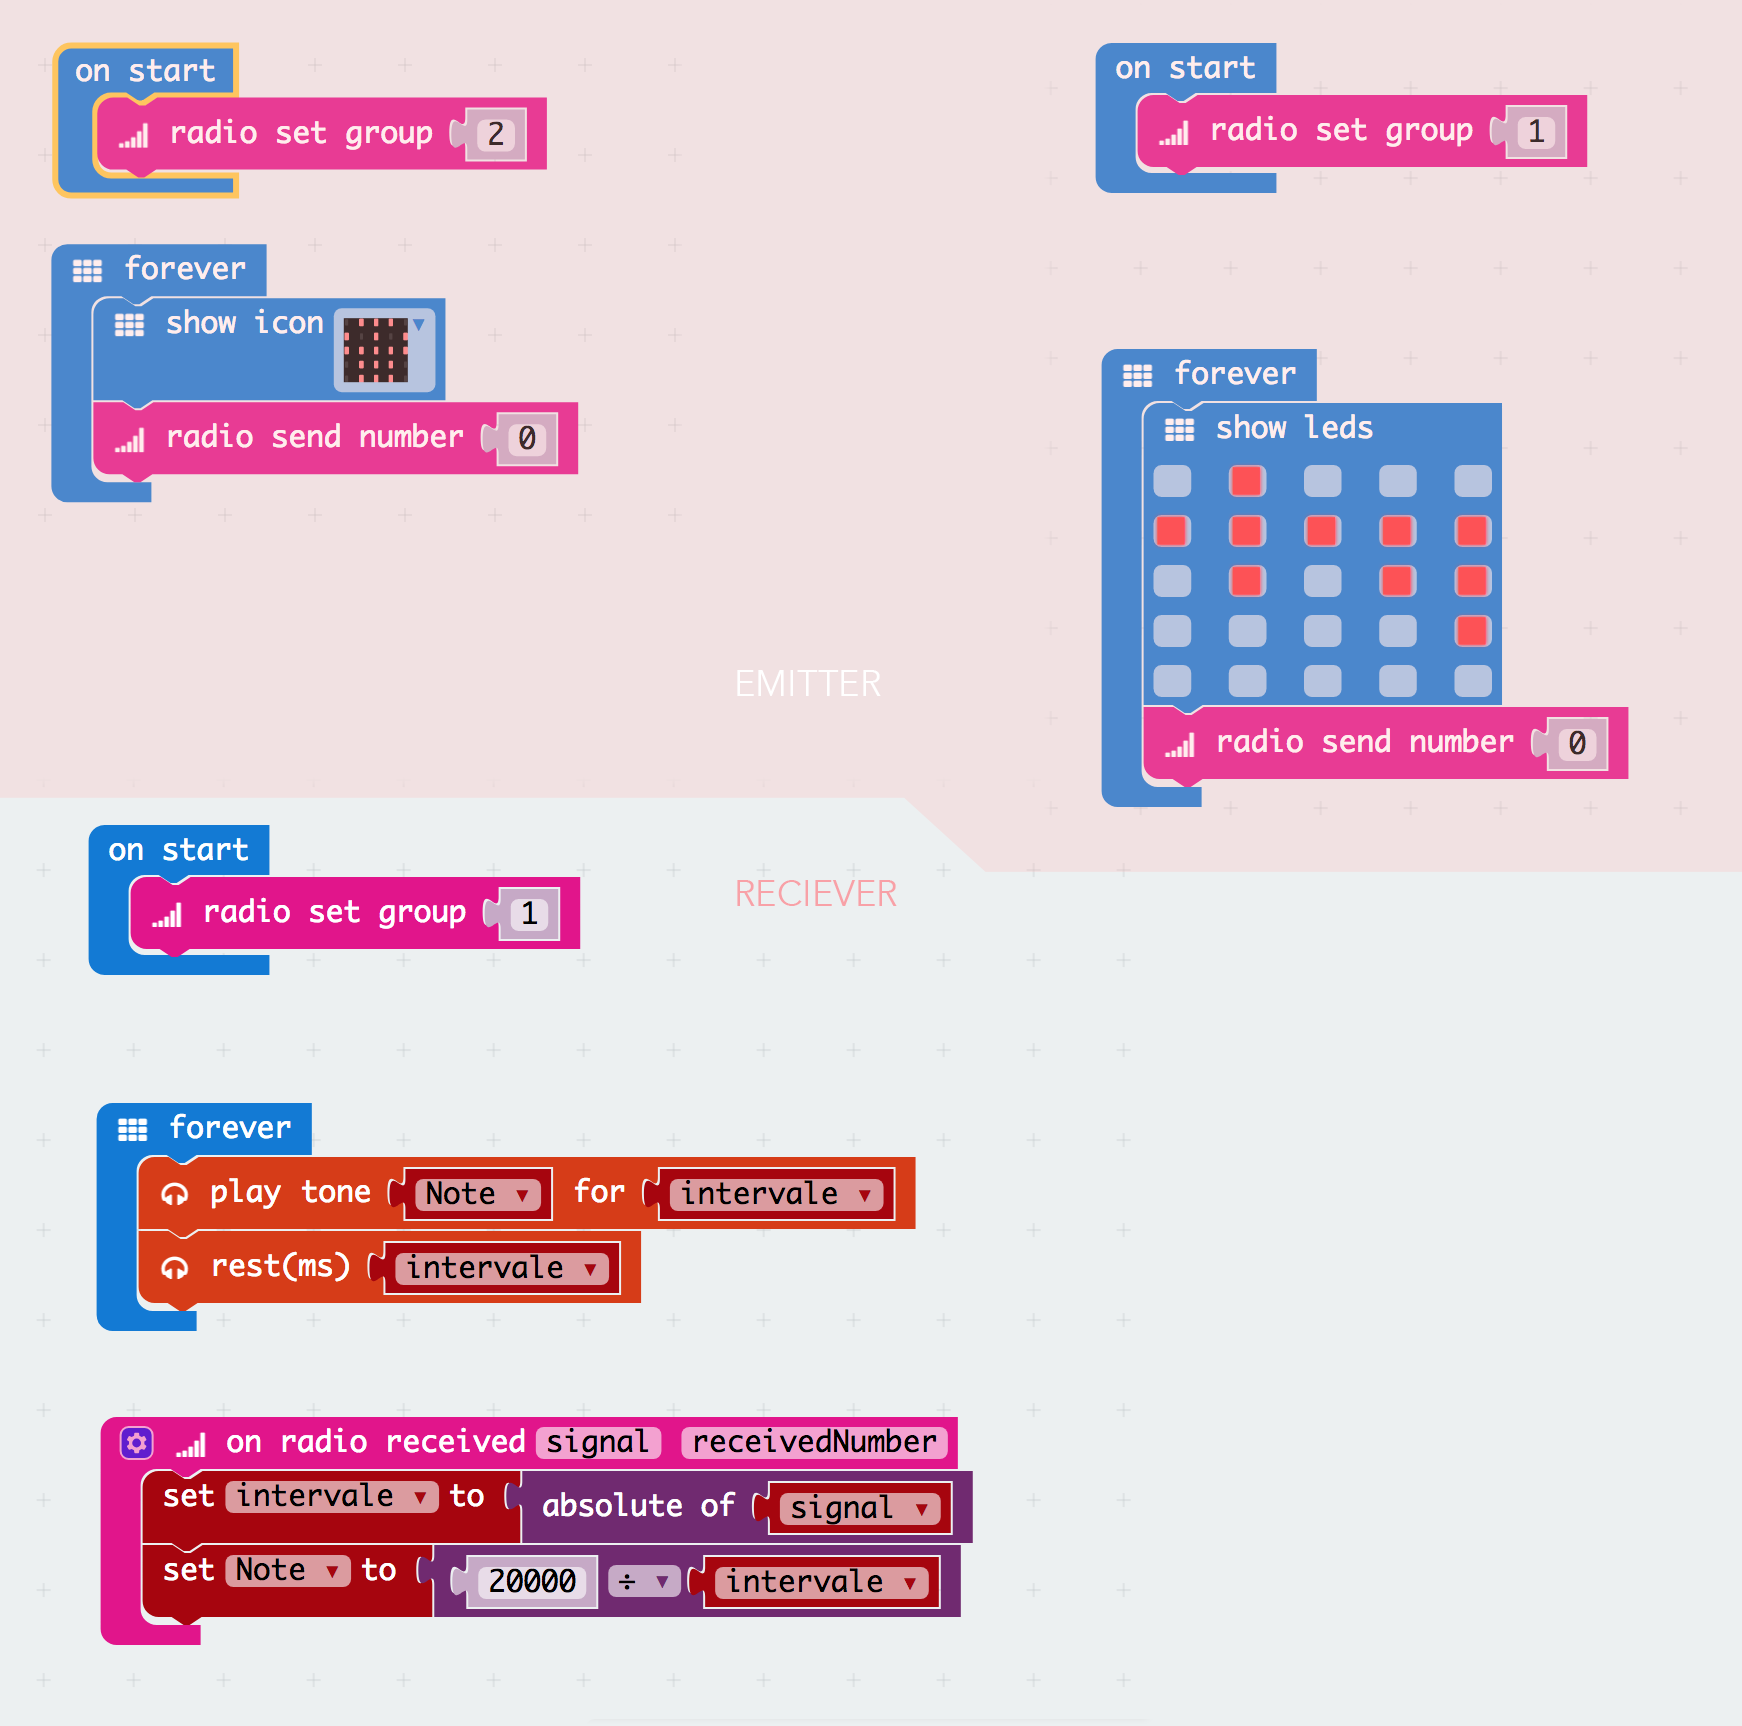 on start
radio set group 2
forever
show icon
radio send number 0
on start
radio set group 1
forever
show leds
radio send number 0
EMITTER
RECIEVER
on start
radio set group 1
forever
play tone Note for intervale
rest(ms) intervale
on radio received signal receivedNumber
set intervale to absolute of signal
set Note to 20000 ÷ intervale